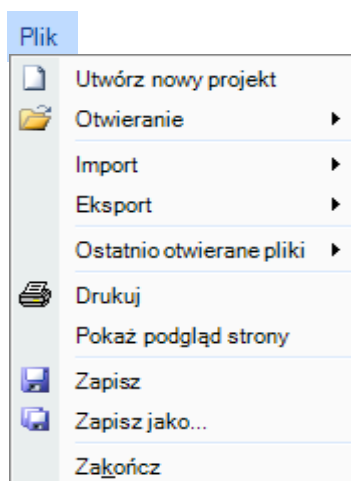 Plik
Utwórz nowy projekt
Otwieranie
Import
Eksport
Ostatnio otwierane pliki
Drukuj
Pokaż podgląd strony
Zapisz
Zapisz jako...
Zakończ